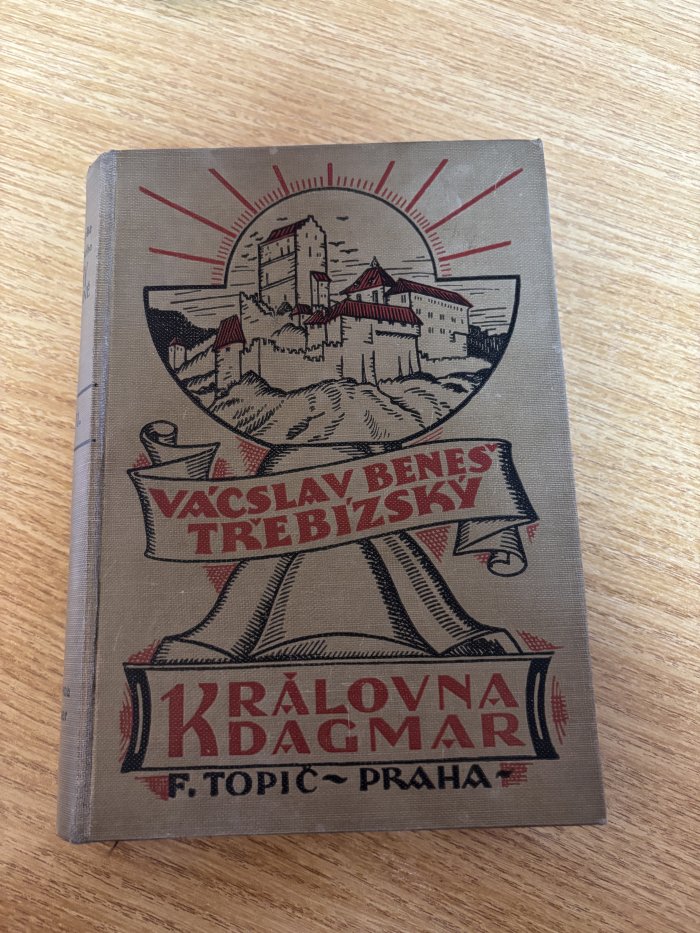 VÁCSLAV BENEŠ
TŘEBÍZSKÝ
KRÁLOVNA
DAGMAR
F. TOPIČ ~ PRAHA ~